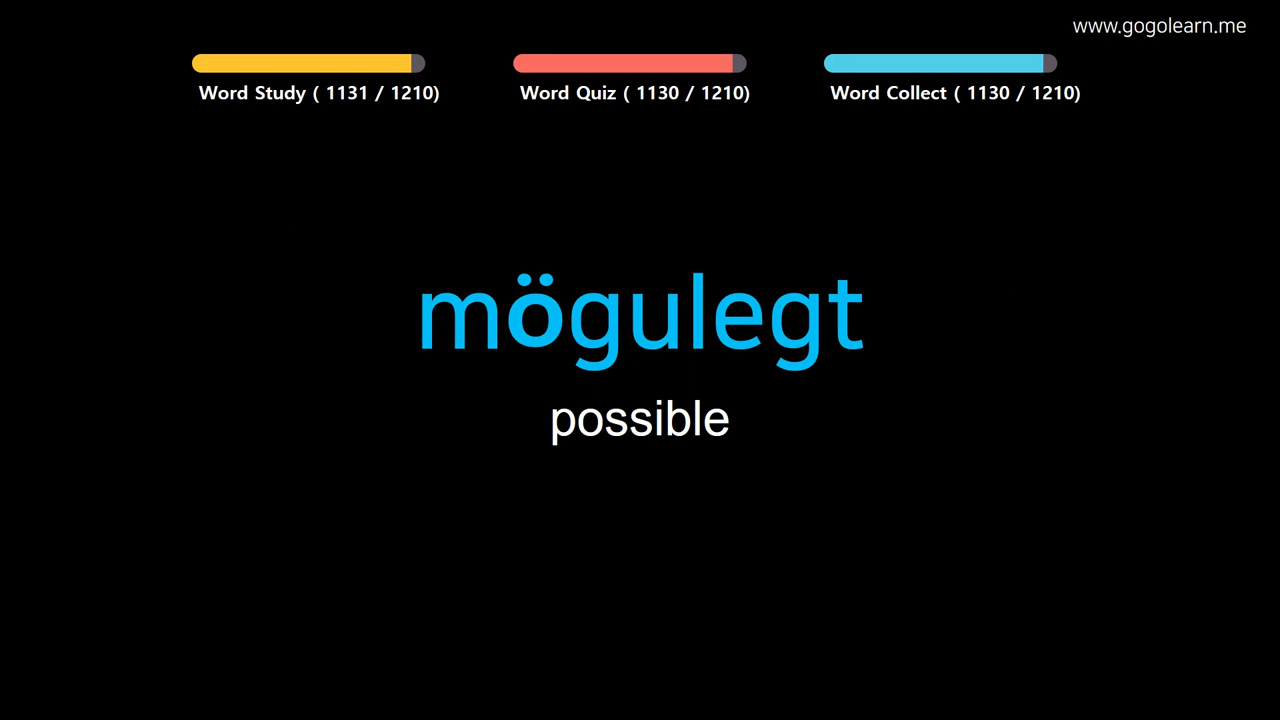 www.gogolearn.me
Word Study ( 1131 / 1210)
Word Quiz ( 1130 / 1210)
Word Collect ( 1130 / 1210)
mögulegt
possible